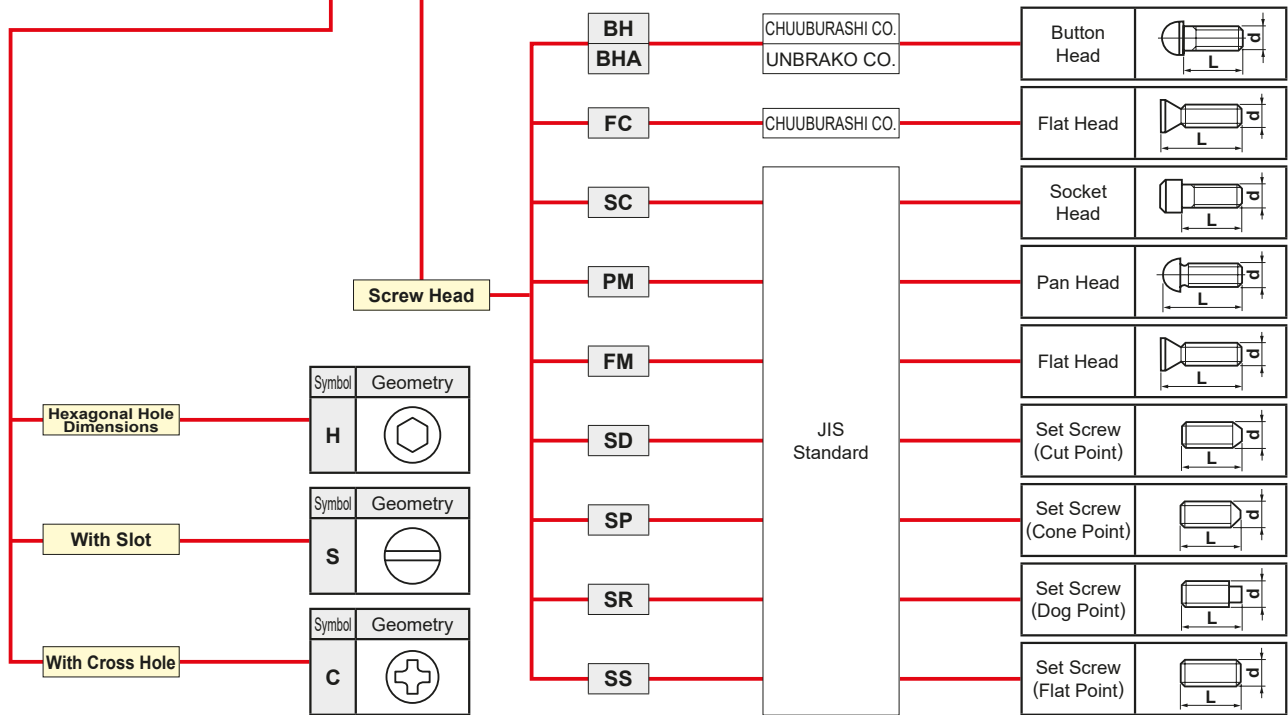 BH
CHUUBURASHI CO.
BHA
UNBRAKO CO.
Button
Head
d
L
FC
CHUUBURASHI CO.
Flat Head
d
L
SC
Socket
Head
d
L
Screw Head
PM
Pan Head
d
L
FM
Flat Head
d
L
JIS
Standard
SD
Set Screw
(Cut Point)
d
L
SP
Set Screw
(Cone Point)
d
L
SR
Set Screw
(Dog Point)
d
L
SS
Set Screw
(Flat Point)
d
L
Hexagonal Hole
Dimensions
Symbol Geometry
H
With Slot
Symbol Geometry
S
With Cross Hole
Symbol Geometry
C